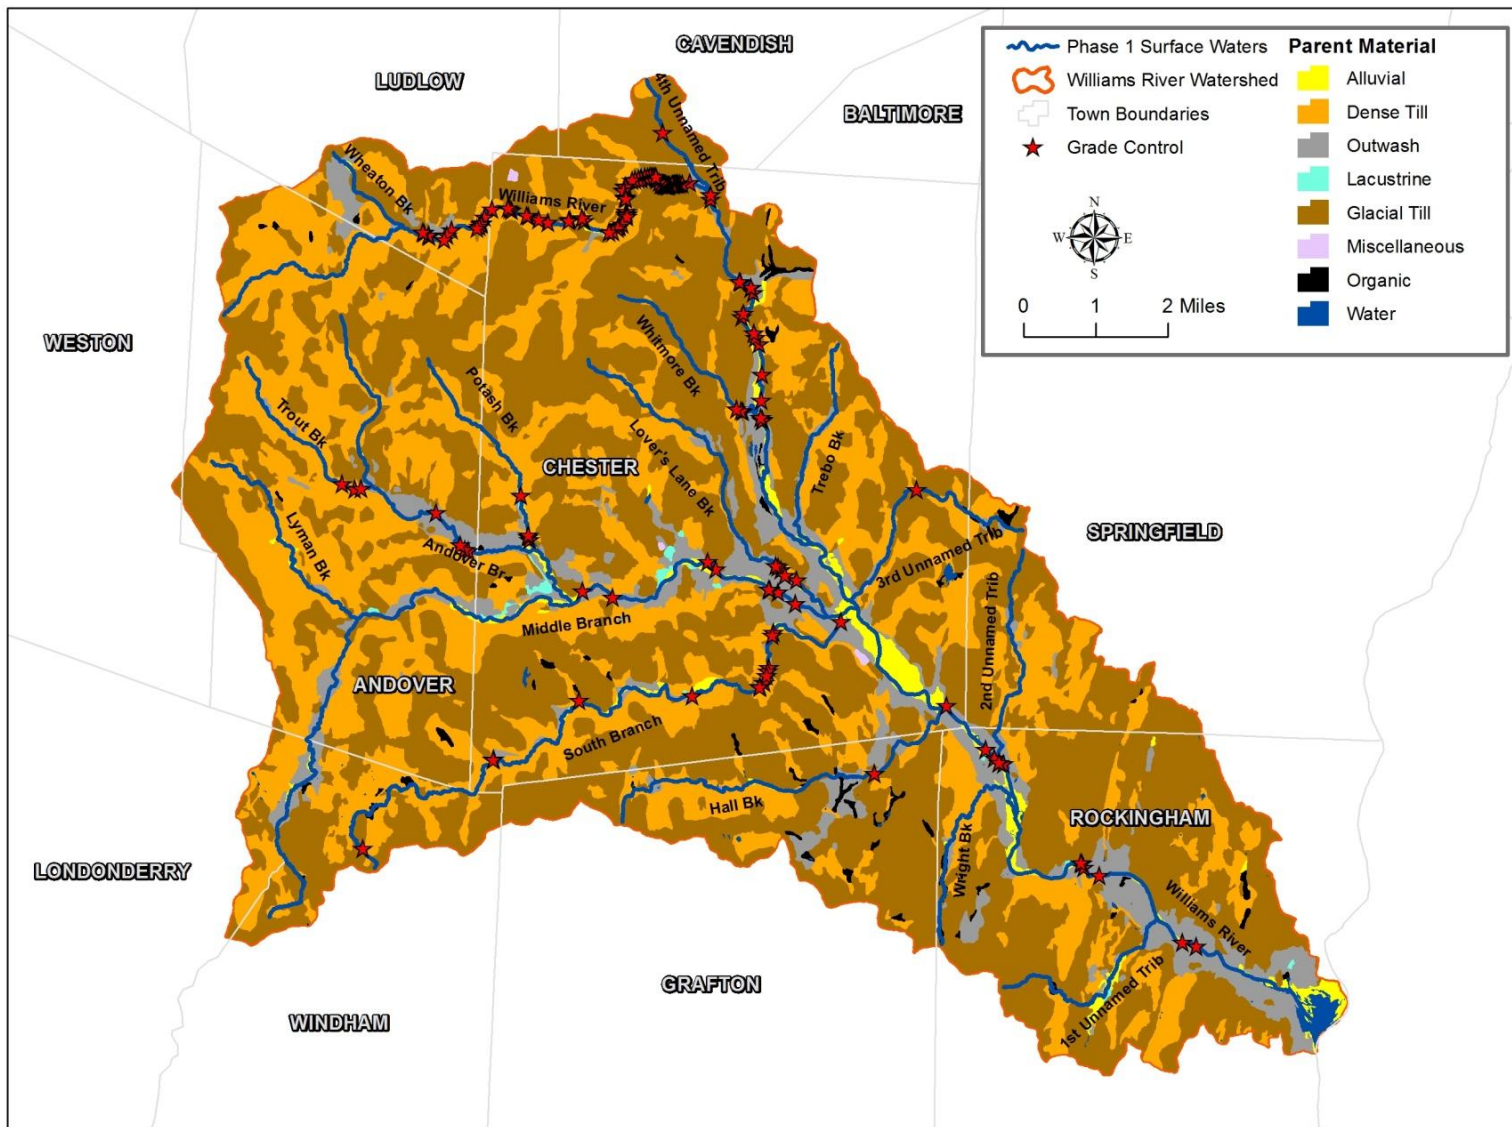 CAVENDISH
LUDLOW
BALTIMORE
4th Unnamed Trib
Wheaton Bk
Williams River
WESTON
Whitmore Bk
Potash Bk
Trout Bk
Lover's Lane Bk
Trebo Bk
CHESTER
Lyman Bk
Andover Br
3rd Unnamed Trib
SPRINGFIELD
2nd Unnamed Trib
Middle Branch
ANDOVER
South Branch
Hall Bk
Wright Bk
ROCKINGHAM
LONDONDERRY
Williams River
1st Unnamed Trib
GRAFTON
WINDHAM
Phase 1 Surface Waters
Williams River Watershed
Town Boundaries
Grade Control
N
W E
S
0 1 2 Miles
Parent Material
Alluvial
Dense Till
Outwash
Lacustrine
Glacial Till
Miscellaneous
Organic
Water